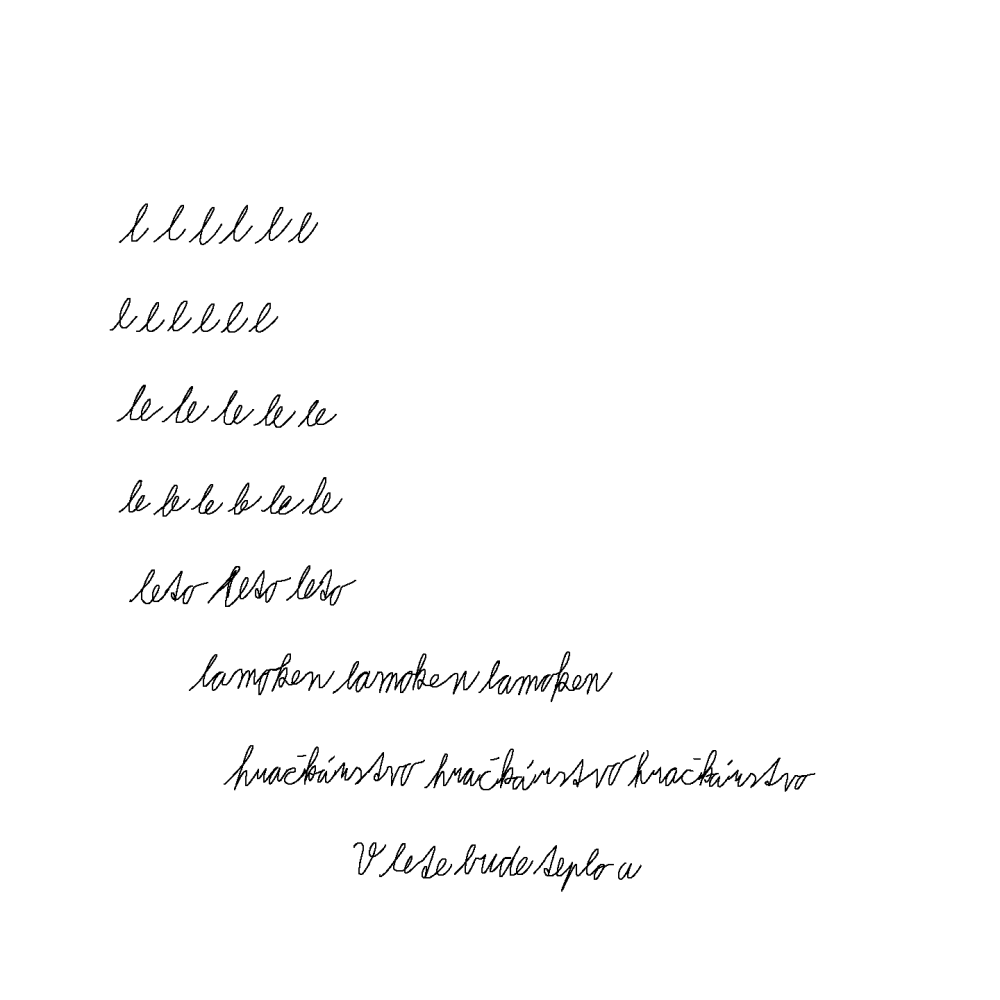 l l l l l l
l l l l l l
le le le le le
le le le le le le
leto leto leto
lamoken lamoken lamoken
hračkárstvo hračkárstvo hračkárstvo
V lete bude teplo a